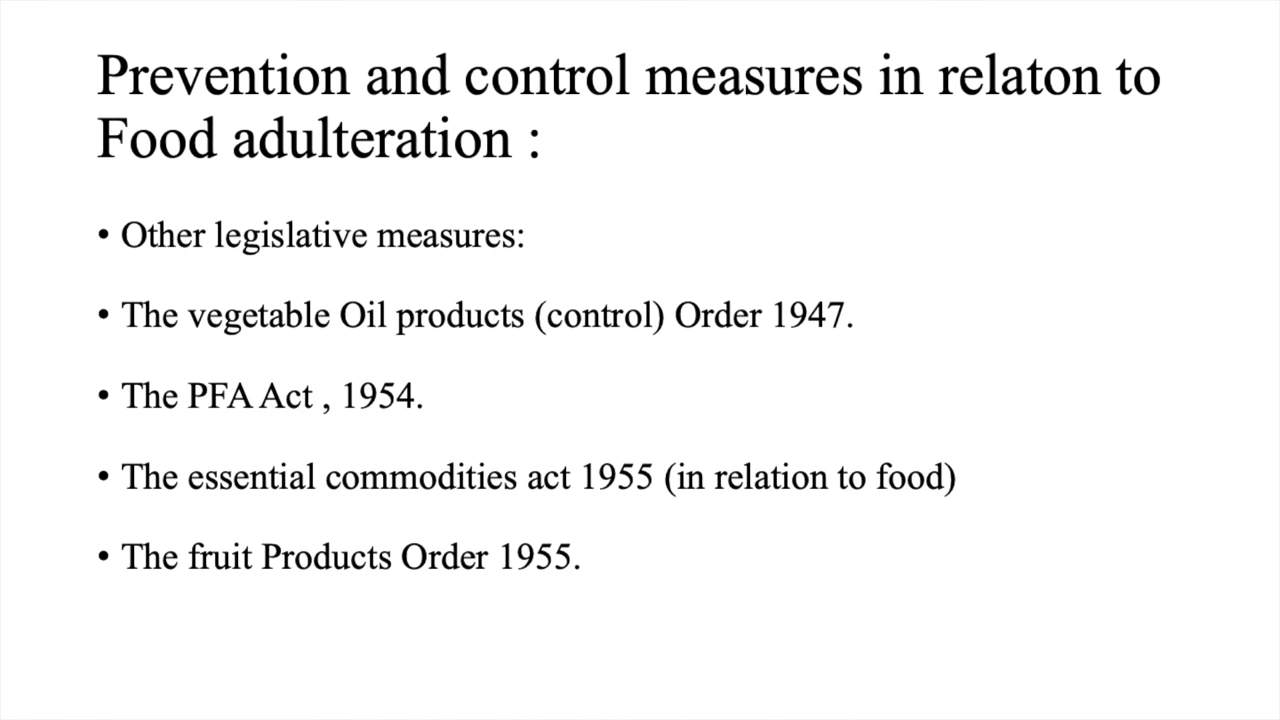 Prevention and control measures in relaton to
Food adulteration :
• Other legislative measures:
• The vegetable Oil products (control) Order 1947.
• The PFA Act , 1954.
• The essential commodities act 1955 (in relation to food)
• The fruit Products Order 1955.